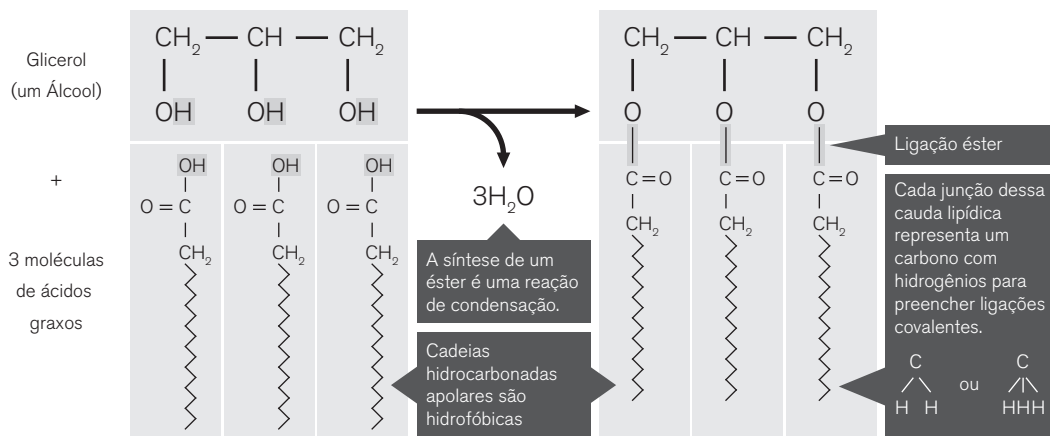 Glicerol
(um Álcool)
+
3 moléculas
de ácidos
graxos
CH₂ — CH — CH₂
OH OH OH
OH OH OH
O = C O = C O = C
CH₂ CH₂ CH₂
3H₂O
A síntese de um
éster é uma reação
de condensação.
Cadeias
hidrocarbonadas
apolares são
hidrofóbicas
CH₂ — CH — CH₂
O O O
C=O C=O C=O
CH₂ CH₂ CH₂
Ligação éster
Cada junção dessa
cauda lipídica
representa um
carbono com
hidrogênios para
preencher ligações
covalentes.
C C
ou
H H HHH